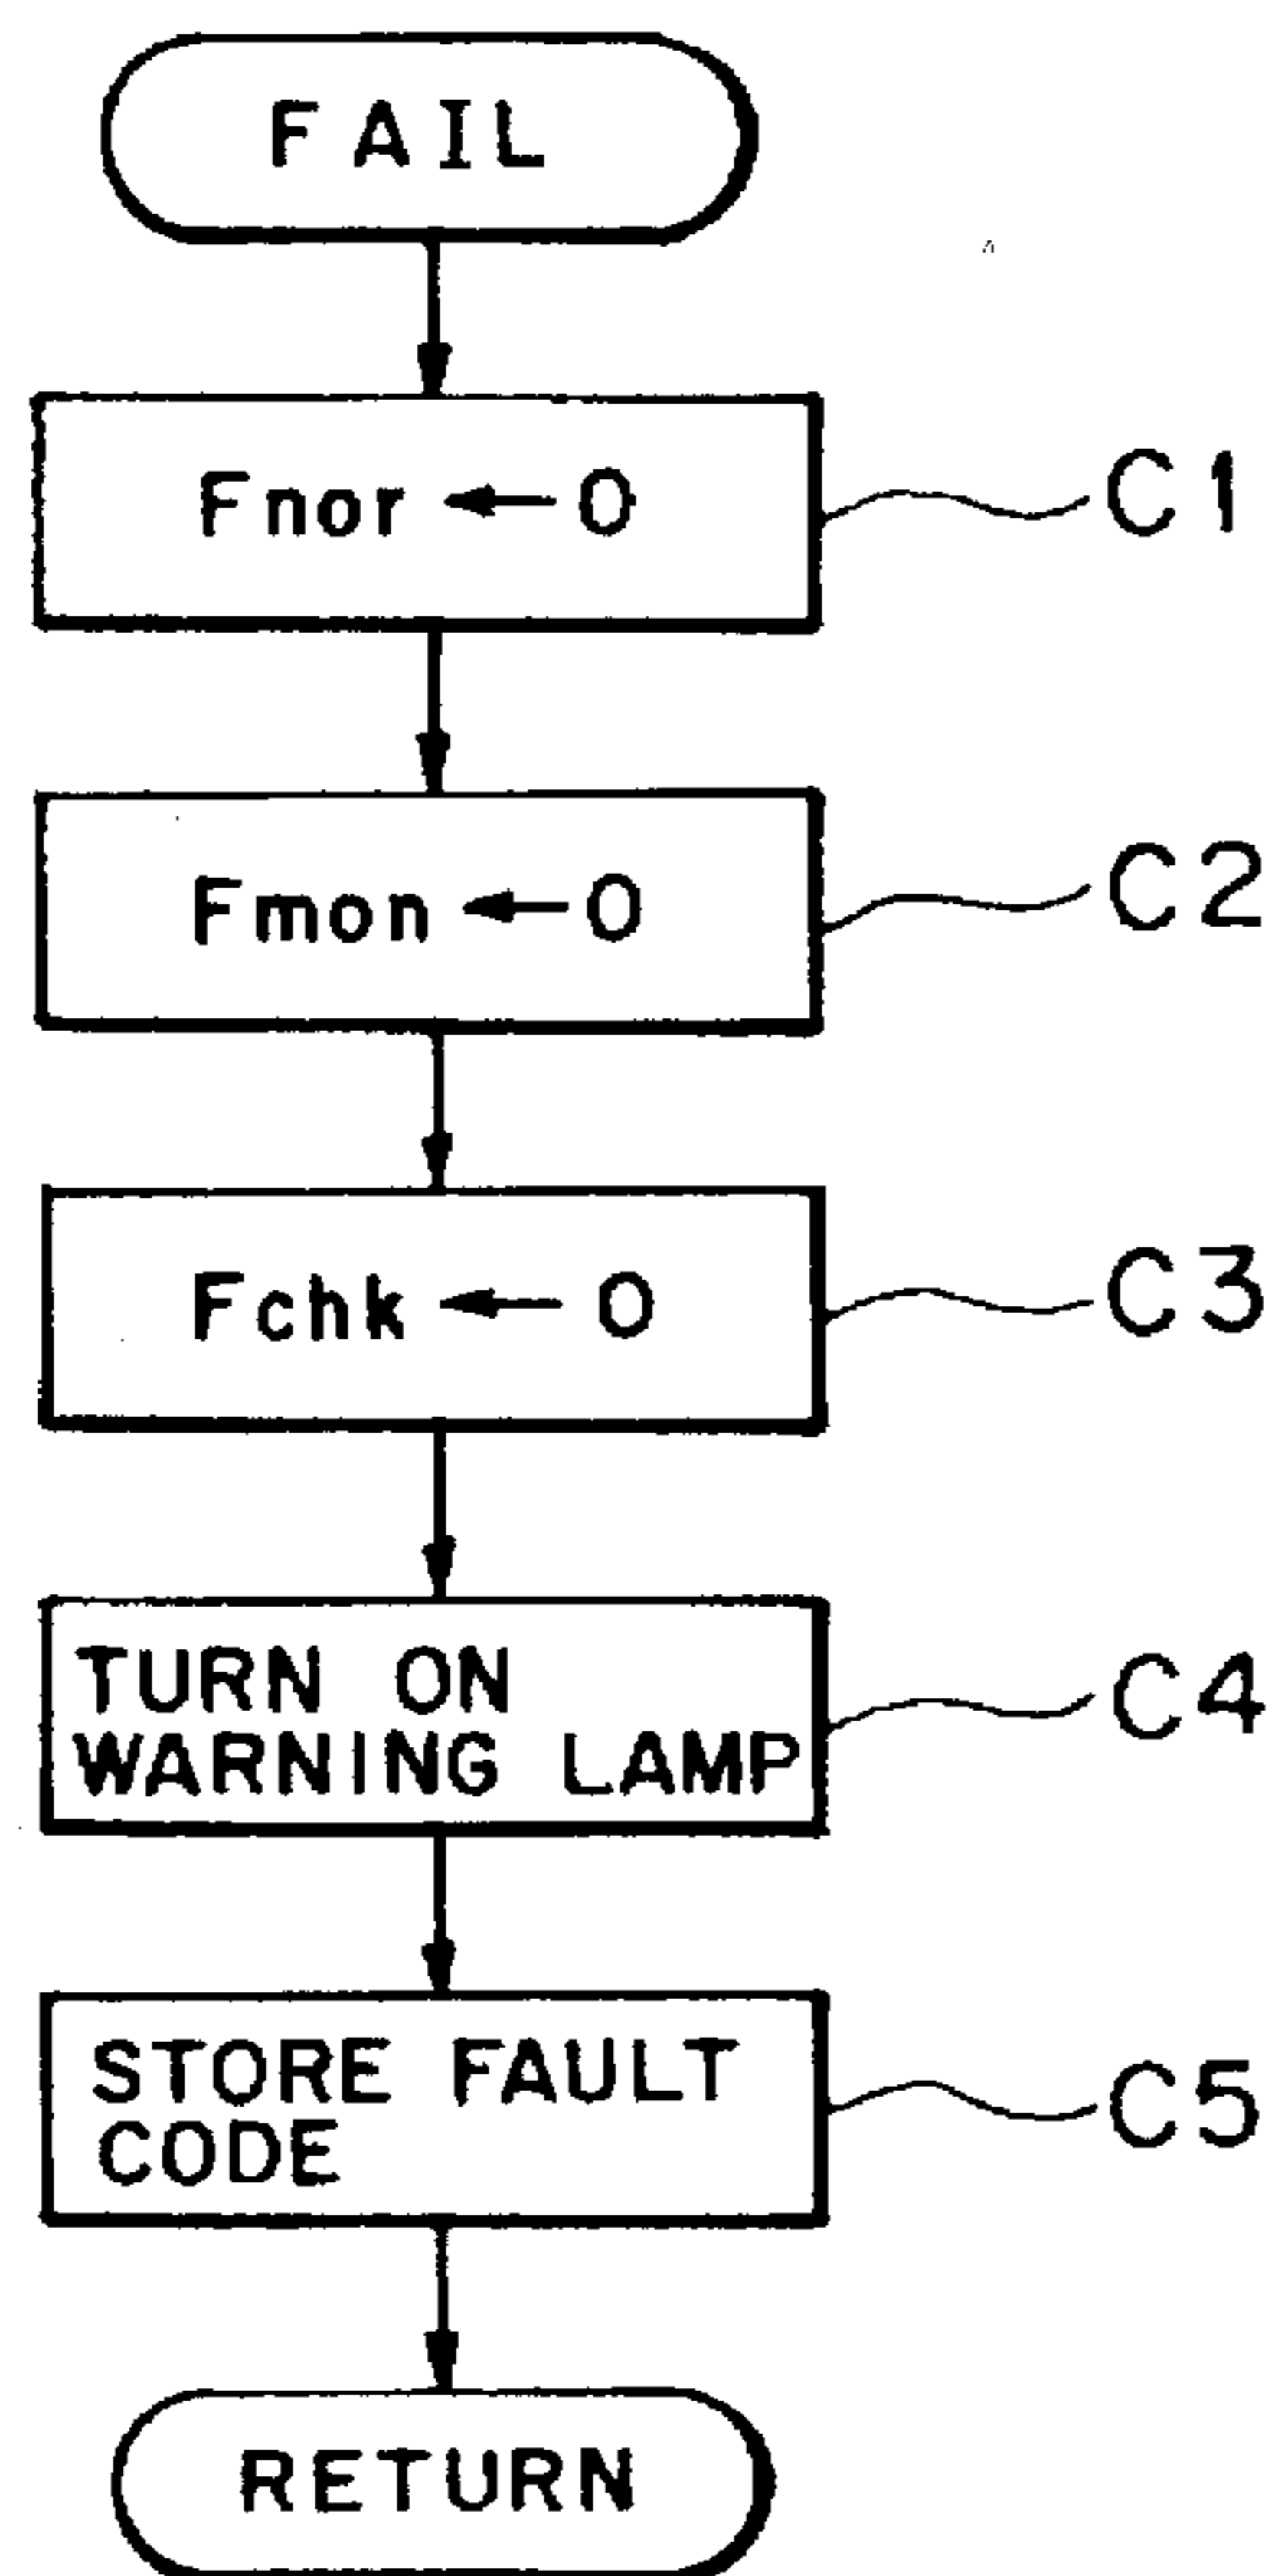 FAIL
Fnor ← 0 C1
Fmon ← 0 C2
Fchk ← 0 C3
TURN ON
WARNING LAMP C4
STORE FAULT
CODE C5
RETURN